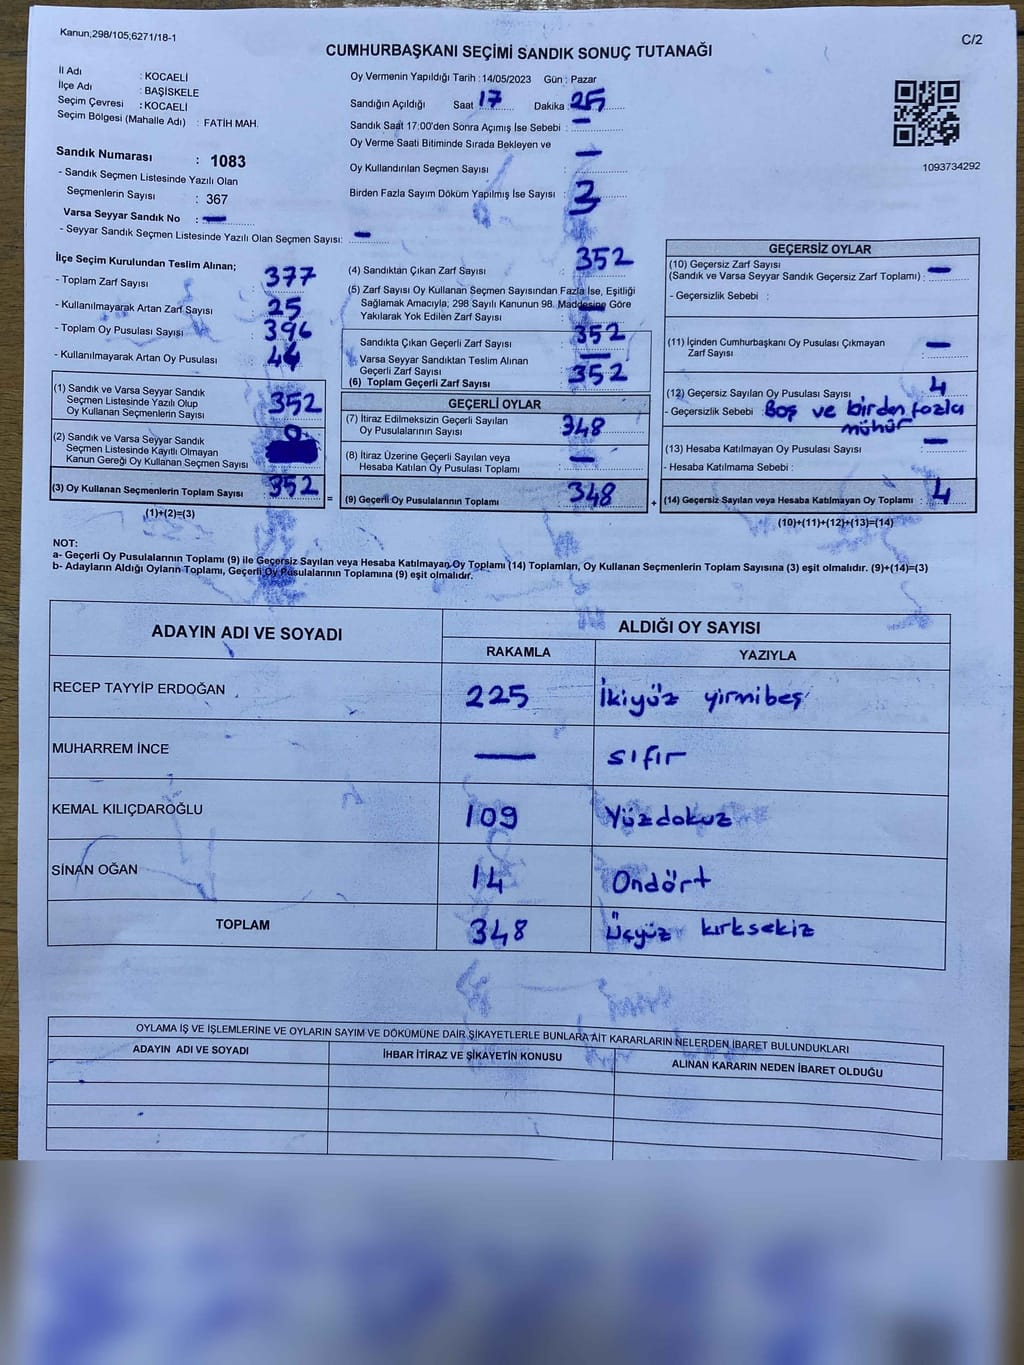 Kanun;298/105;6271/18-1
C/2
CUMHURBAŞKANI SEÇİMİ SANDIK SONUÇ TUTANAĞI
İl Adı : KOCAELİ
İlçe Adı : BAŞİSKELE
Seçim Çevresi : KOCAELİ
Seçim Bölgesi (Mahalle Adı) : FATİH MAH.
Sandık Numarası : 1083
- Sandık Seçmen Listesinde Yazılı Olan
Seçmenlerin Sayısı : 367
Varsa Seyyar Sandık No : —
- Seyyar Sandık Seçmen Listesinde Yazılı Olan Seçmen Sayısı: —
Oy Vermenin Yapıldığı Tarih : 14/05/2023 Gün : Pazar
Sandığın Açıldığı Saat 17 Dakika : 25
Sandık Saat 17:00'den Sonra Açımış İse Sebebi : —
Oy Verme Saati Bitiminde Sırada Bekleyen ve
Oy Kullandırılan Seçmen Sayısı : —
Birden Fazla Sayım Döküm Yapılmış İse Sayısı : 3
1093734292
İlçe Seçim Kurulundan Teslim Alınan;
- Toplam Zarf Sayısı : 377
- Kullanılmayarak Artan Zarf Sayısı : 25
- Toplam Oy Pusulası Sayısı : 396
- Kullanılmayarak Artan Oy Pusulası : 44
(1) Sandık ve Varsa Seyyar Sandık
Seçmen Listesinde Yazılı Olup
Oy Kullanan Seçmenlerin Sayısı : 352
(2) Sandık ve Varsa Seyyar Sandık
Seçmen Listesinde Kayıtlı Olmayan
Kanun Gereği Oy Kullanan Seçmen Sayısı : 0
(3) Oy Kullanan Seçmenlerin Toplam Sayısı : 352
(1)+(2)=(3)
=
(4) Sandıktan Çıkan Zarf Sayısı : 352
(5) Zarf Sayısı Oy Kullanan Seçmen Sayısından Fazla İse, Eşitliği
Sağlamak Amacıyla; 298 Sayılı Kanunun 98. Maddesine Göre
Yakılarak Yok Edilen Zarf Sayısı : —
Sandıkta Çıkan Geçerli Zarf Sayısı : 352
Varsa Seyyar Sandıktan Teslim Alınan
Geçerli Zarf Sayısı : —
(6) Toplam Geçerli Zarf Sayısı : 352
GEÇERLİ OYLAR
(7) İtiraz Edilmeksizin Geçerli Sayılan
Oy Pusulalarının Sayısı : 348
(8) İtiraz Üzerine Geçerli Sayılan veya
Hesaba Katılan Oy Pusulası Toplamı : —
(9) Geçerli Oy Pusulalarının Toplamı : 348
+
GEÇERSİZ OYLAR
(10) Geçersiz Zarf Sayısı
(Sandık ve Varsa Seyyar Sandık Geçersiz Zarf Toplamı) : —
- Geçersizlik Sebebi :
(11) İçinden Cumhurbaşkanı Oy Pusulası Çıkmayan
Zarf Sayısı : —
(12) Geçersiz Sayılan Oy Pusulası Sayısı : 4
- Geçersizlik Sebebi : Boş ve birden fazla
mühür
(13) Hesaba Katılmayan Oy Pusulası Sayısı : —
- Hesaba Katılmama Sebebi :
(14) Geçersiz Sayılan veya Hesaba Katılmayan Oy Toplamı : 4
(10)+(11)+(12)+(13)=(14)
NOT:
a- Geçerli Oy Pusulalarının Toplamı (9) ile Geçersiz Sayılan veya Hesaba Katılmayan Oy Toplamı (14) Toplamları, Oy Kullanan Seçmenlerin Toplam Sayısına (3) eşit olmalıdır. (9)+(14)=(3)
b- Adayların Aldığı Oyların Toplamı, Geçerli Oy Pusulalarının Toplamına (9) eşit olmalıdır.
ADAYIN ADI VE SOYADI ALDIĞI OY SAYISI
RAKAMLA YAZIYLA
RECEP TAYYİP ERDOĞAN 225 İkiyüz yirmibeş
MUHARREM İNCE — sıfır
KEMAL KILIÇDAROĞLU 109 Yüzdokuz
SİNAN OĞAN 14 Ondört
TOPLAM 348 Üçyüz kırksekiz
OYLAMA İŞ VE İŞLEMLERİNE VE OYLARIN SAYIM VE DÖKÜMÜNE DAİR ŞİKAYETLERLE BUNLARA AİT KARARLARIN NELERDEN İBARET BULUNDUKLARI
ADAYIN ADI VE SOYADI İHBAR İTİRAZ VE ŞİKAYETİN KONUSU ALINAN KARARIN NEDEN İBARET OLDUĞU